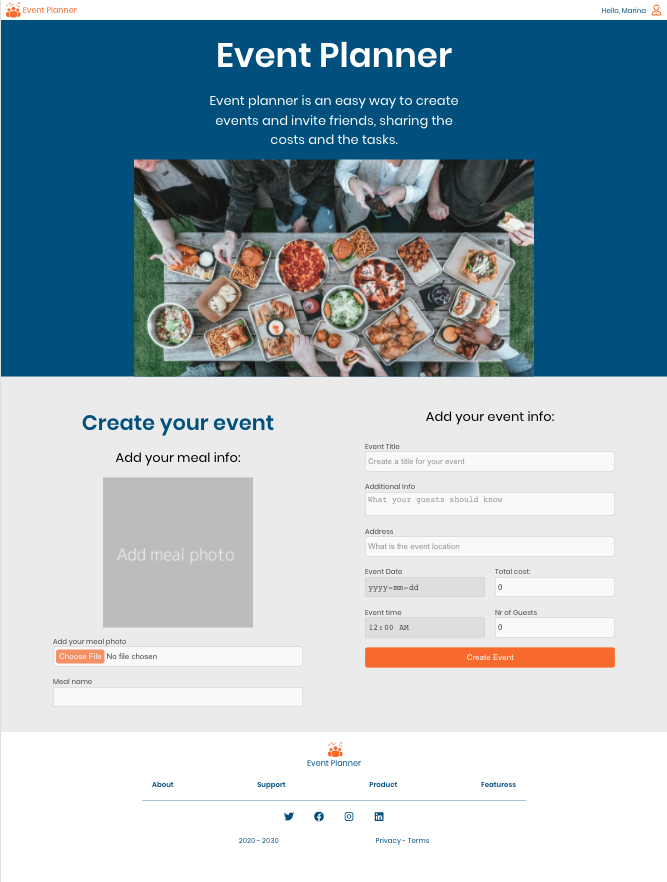 Event Planner
Hello, Marina
Event Planner
Event planner is an easy way to create
events and invite friends, sharing the
costs and the tasks.
Create your event
Add your meal info:
Add meal photo
Add your meal photo
Choose File No file chosen
Meal name
Add your event info:
Event Title
Create a title for your event
Additional Info
What your guests should know
Address
What is the event location
Event Date
Total cost:
yyyy-mm-dd
0
Event time
Nr of Guests
12:00 AM
0
Create Event
Event Planner
About
Support
Product
Featuress
2020 - 2030
Privacy - Terms